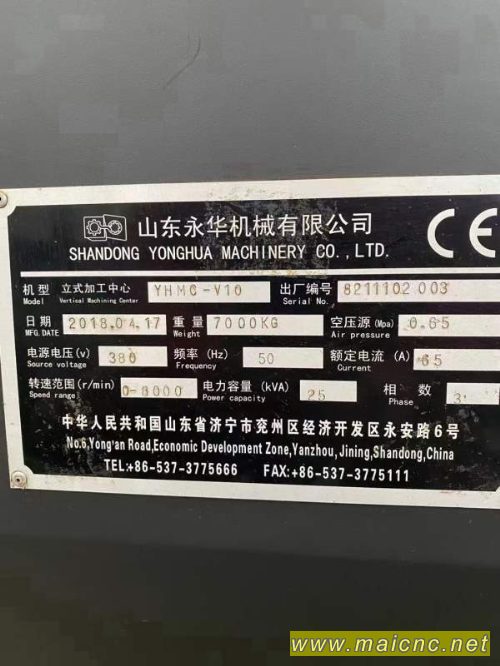 山东永华机械有限公司
SHANDONG YONGHUA MACHINERY CO.,LTD.
CE
机型 立式加工中心 YHMC-V10 出厂编号 8211102 003
Model Vertical Machining Center Serial No.
日期 2018.04.17 重量 7000KG 空压源(Mpa) 0.65
MFG. DATE Weight Air pressure
电源电压(v) 380 频率(Hz) 50 额定电流(A) 65
Source voltage Frequency Current
转速范围(r/min) 0-8000 电力容量(kVA) 25 相数 3
Spend range Power capacity Phase
中华人民共和国山东省济宁市兖州区经济开发区永安路6号
No.6,Yong'an Road,Economic Development Zone,Yanzhou,Jining,Shandong,China
TEL:+86-537-3775666 FAX:+86-537-3775111
www.maicnc.net